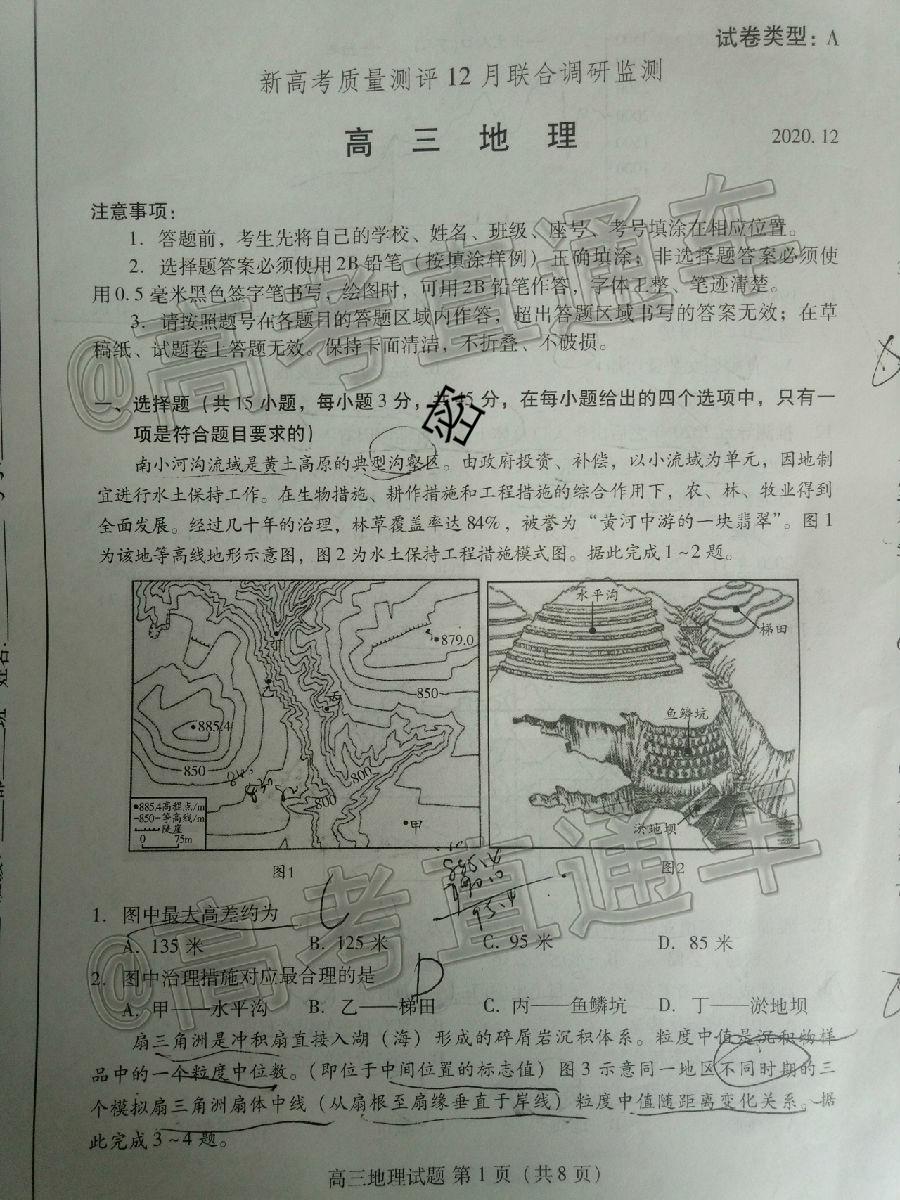 试卷类型：A
新高考质量测评12月联合调研监测
高 三 地 理
2020.12
注意事项：
1. 答题前，考生先将自己的学校、姓名、班级、座号、考号填涂在相应位置。
2. 选择题答案必须使用2B铅笔（按填涂样例）正确填涂；非选择题答案必须使
用0.5毫米黑色签字笔书写，绘图时，可用2B铅笔作答，字体工整、笔迹清楚。
3. 请按照题号在各题目的答题区域内作答，超出答题区域书写的答案无效；在草
稿纸、试题卷上答题无效。保持卡面清洁，不折叠、不破损。
@高考直通车
一、选择题（共15小题，每小题3分，共45分，在每小题给出的四个选项中，只有一
项是符合题目要求的）
南小河沟流域是黄土高原的典型沟壑区。由政府投资、补偿，以小流域为单元，因地制
宜进行水土保持工作。在生物措施、耕作措施和工程措施的综合作用下，农、林、牧业得到
全面发展。经过几十年的治理，林草覆盖率达84%，被誉为“黄河中游的一块翡翠”。图1
为该地等高线地形示意图，图2为水土保持工程措施模式图。据此完成1~2题。
879.0
850
乙
885.4
850
800
800
甲
885.4高程点/m
850 等高线/m
陡崖
0 75m
图1
水平沟
梯田
鱼鳞坑
淤地坝
图2
1. 图中最大高差约为
A. 135米 B. 125米 C. 95米 D. 85米
2. 图中治理措施对应最合理的是 D
A. 甲——水平沟 B. 乙——梯田 C. 丙——鱼鳞坑 D. 丁——淤地坝
扇三角洲是冲积扇直接入湖（海）形成的碎屑岩沉积体系。粒度中值是沉积物样
品中的一个粒度中位数。（即位于中间位置的标志值）图3示意同一地区不同时期的三
个模拟扇三角洲扇体中线（从扇根至扇缘垂直于岸线）粒度中值随距离变化关系。据
此完成3~4题。
@高考直通车
高三地理试题 第1页（共8页）